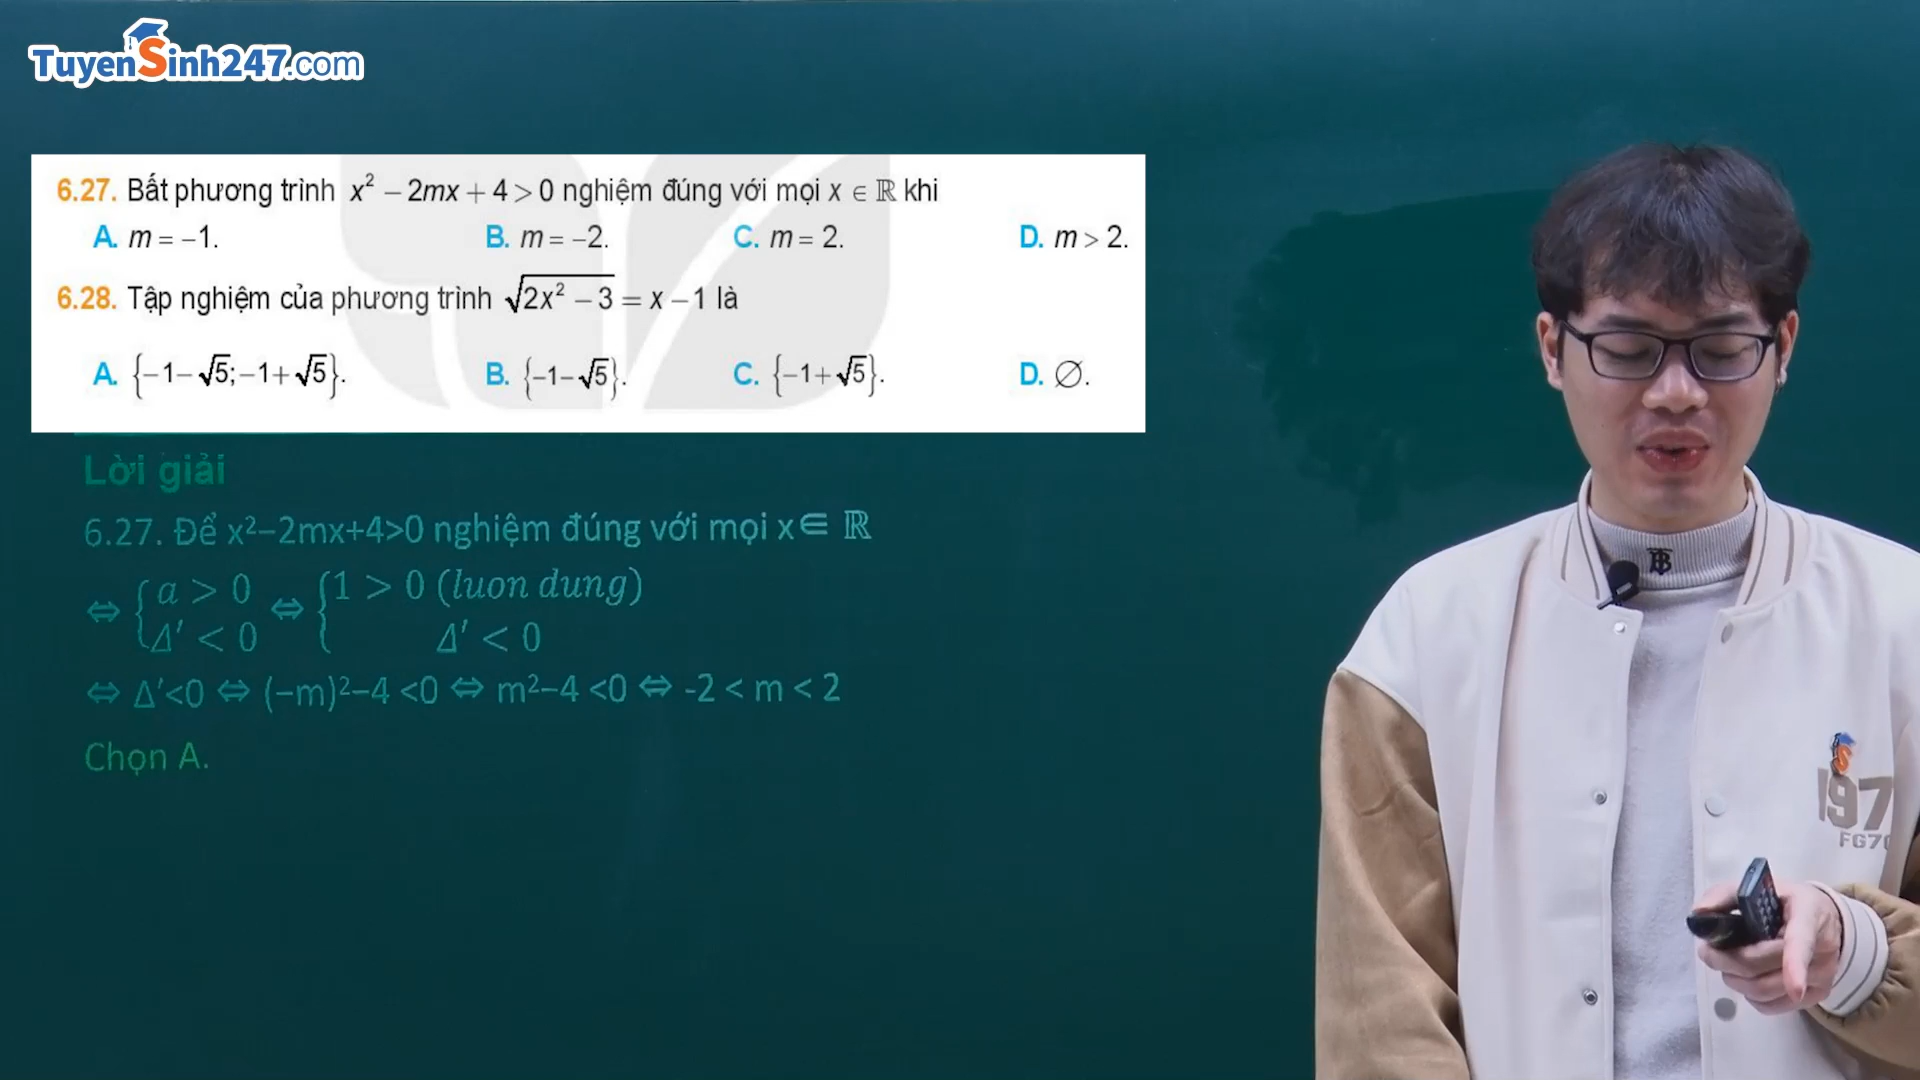 TuyenSinh247.com
6.27. Bất phương trình x² – 2mx + 4 > 0 nghiệm đúng với mọi x ∈ ℝ khi
A. m = –1. B. m = –2. C. m = 2. D. m > 2.
6.28. Tập nghiệm của phương trình √(2x² – 3) = x – 1 là
A. {–1–√5;–1+√5}. B. {–1–√5}. C. {–1+√5}. D. ∅.
Lời giải
6.27. Để x²–2mx+4>0 nghiệm đúng với mọi x∈ ℝ
⇔ { a > 0 ⇔ { 1 > 0 (luon dung)
Δ′ < 0 Δ′ < 0
⇔ Δ′<0 ⇔ (–m)²–4 <0 ⇔ m²–4 <0 ⇔ -2 < m < 2
Chọn A.
B
S
197
FG70